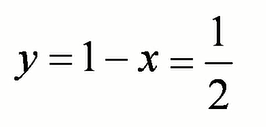 y = 1 − x = 1/2